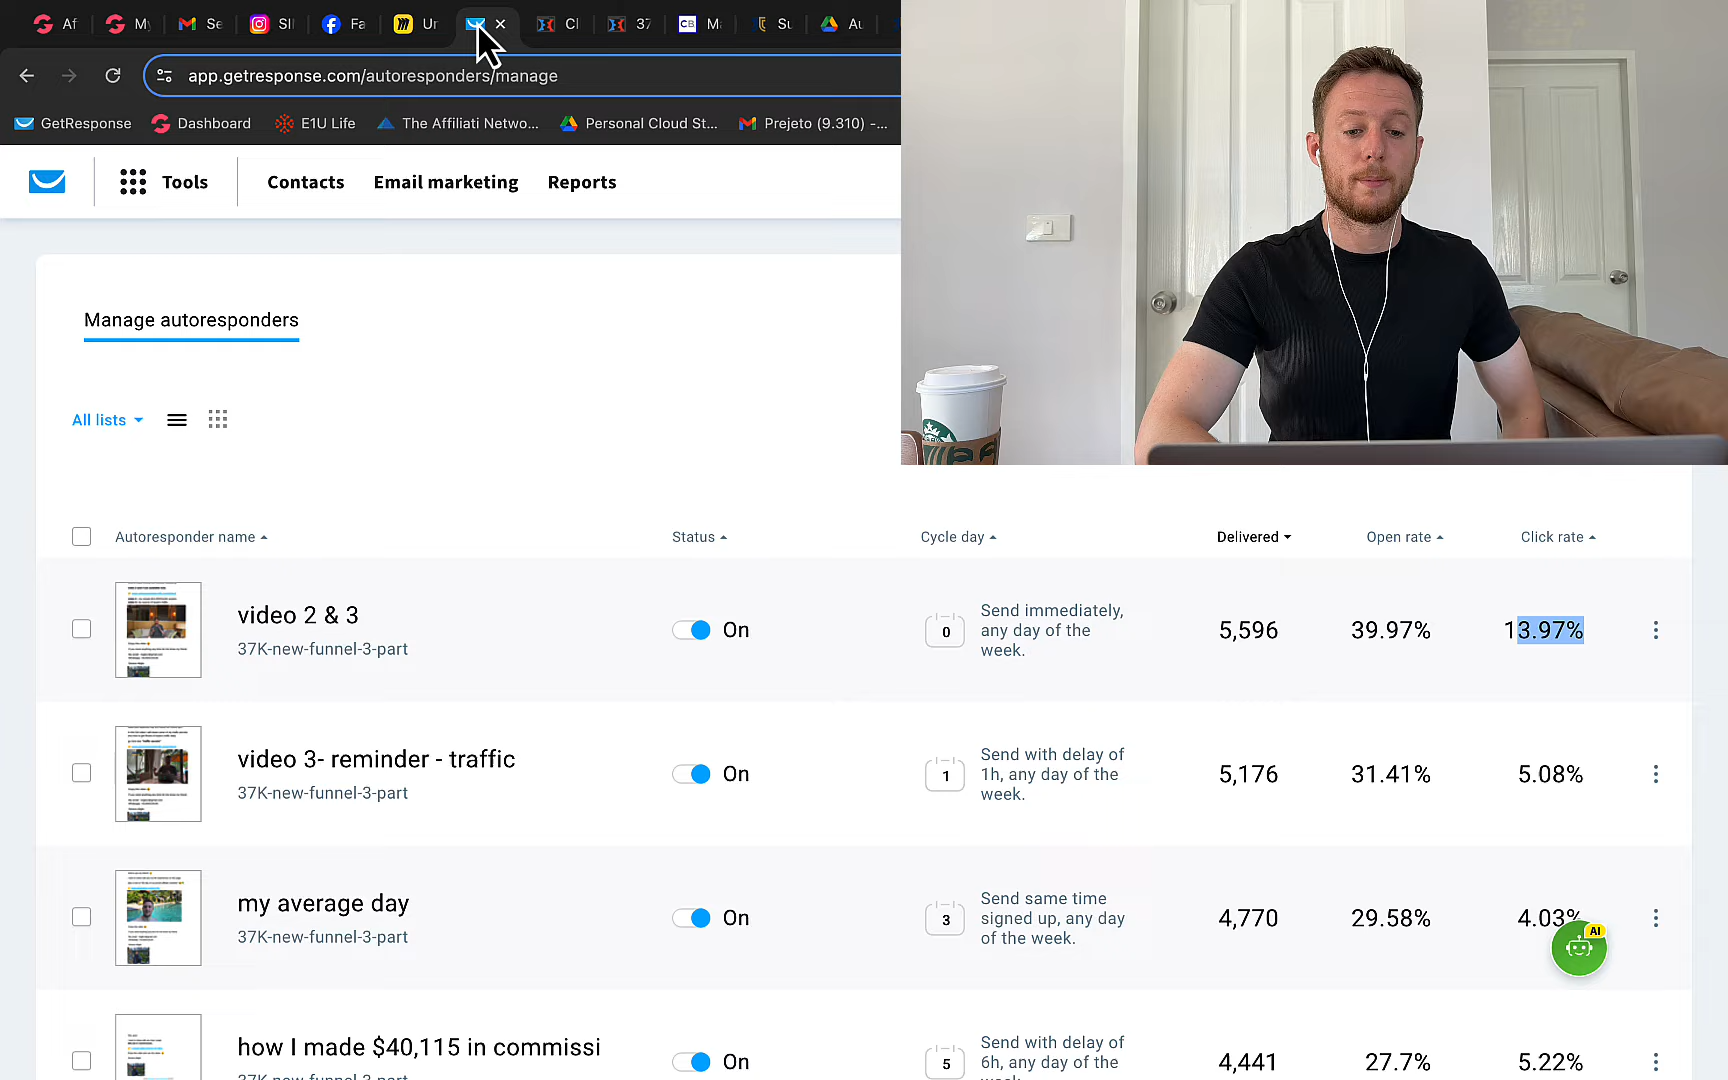 Af
My
Se
Fa
Ur
Cl
37
CB
M
Su
Au
app.getresponse.com/autoresponders/manage
GetResponse
Dashboard
E1U Life
The Affiliati Netwo...
Personal Cloud St...
Prejeto (9.310) -...
Tools
Contacts
Email marketing
Reports
Manage autoresponders
All lists
Autoresponder name
Status
Cycle day
Delivered
Open rate
Click rate
video 2 & 3
37K-new-funnel-3-part
On
0
Send immediately,
any day of the
week.
5,596
39.97%
13.97%
video 3- reminder - traffic
37K-new-funnel-3-part
On
1
Send with delay of
1h, any day of the
week.
5,176
31.41%
5.08%
my average day
37K-new-funnel-3-part
On
3
Send same time
signed up, any day
of the week.
4,770
29.58%
4.03%
AI
how I made $40,115 in commissi
37K-new-funnel-3-part
On
5
Send with delay of
6h, any day of the
4,441
27.7%
5.22%